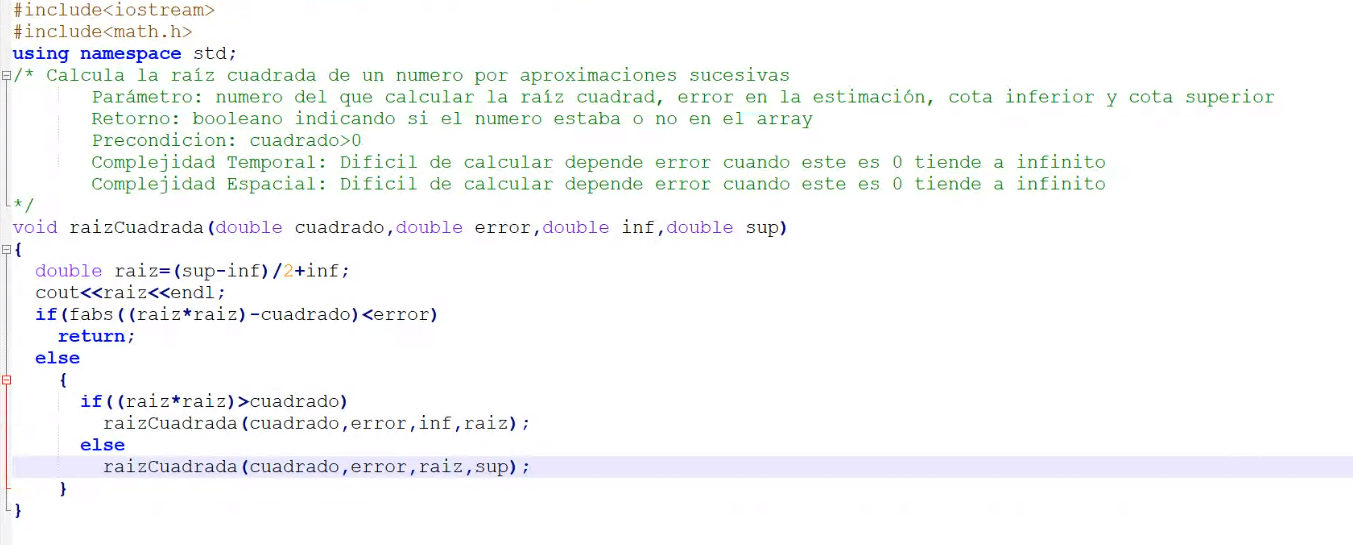 #include<iostream>
#include<math.h>
using namespace std;
/* Calcula la raíz cuadrada de un numero por aproximaciones sucesivas
Parámetro: numero del que calcular la raíz cuadrad, error en la estimación, cota inferior y cota superior
Retorno: booleano indicando si el numero estaba o no en el array
Precondicion: cuadrado>0
Complejidad Temporal: Dificil de calcular depende error cuando este es 0 tiende a infinito
Complejidad Espacial: Dificil de calcular depende error cuando este es 0 tiende a infinito
*/
void raizCuadrada(double cuadrado,double error,double inf,double sup)
{
double raiz=(sup-inf)/2+inf;
cout<<raiz<<endl;
if(fabs((raiz*raiz)-cuadrado)<error)
return;
else
{
if((raiz*raiz)>cuadrado)
raizCuadrada(cuadrado,error,inf,raiz);
else
raizCuadrada(cuadrado,error,raiz,sup);
}
}